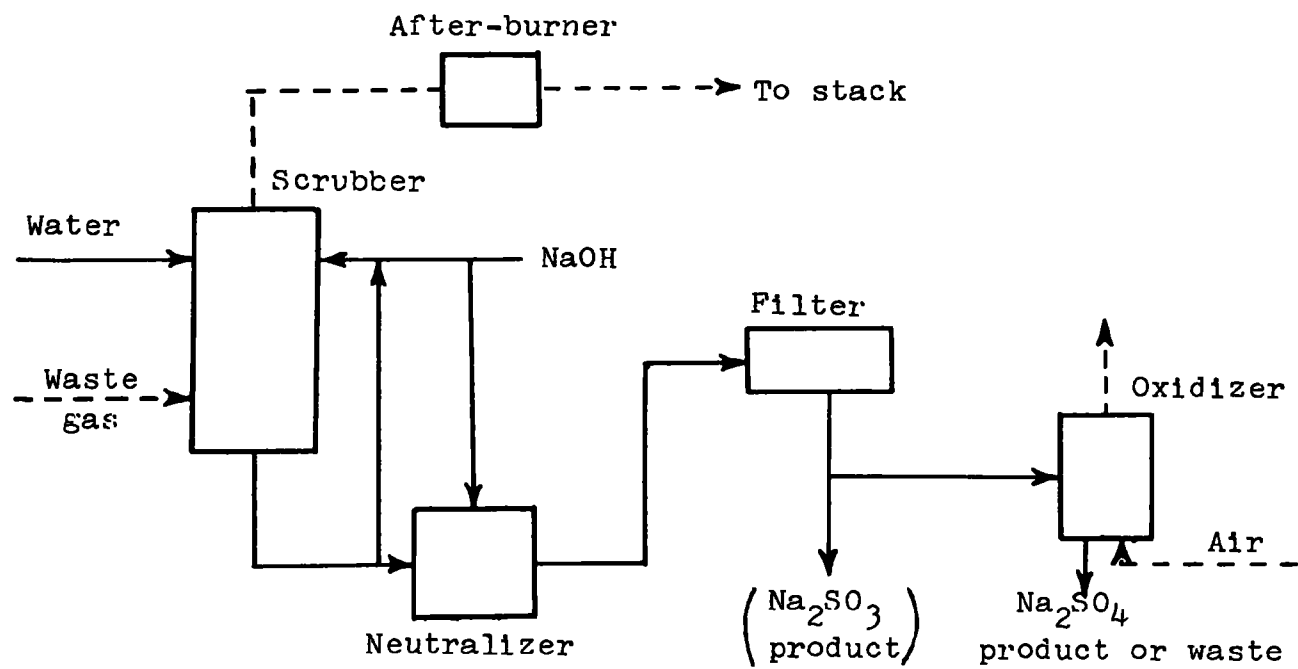 After-burner
To stack
Scrubber
Water
NaOH
Filter
Waste
gas
Oxidizer
Air
Neutralizer
(Na₂SO₃
product)
Na₂SO₄
product or waste